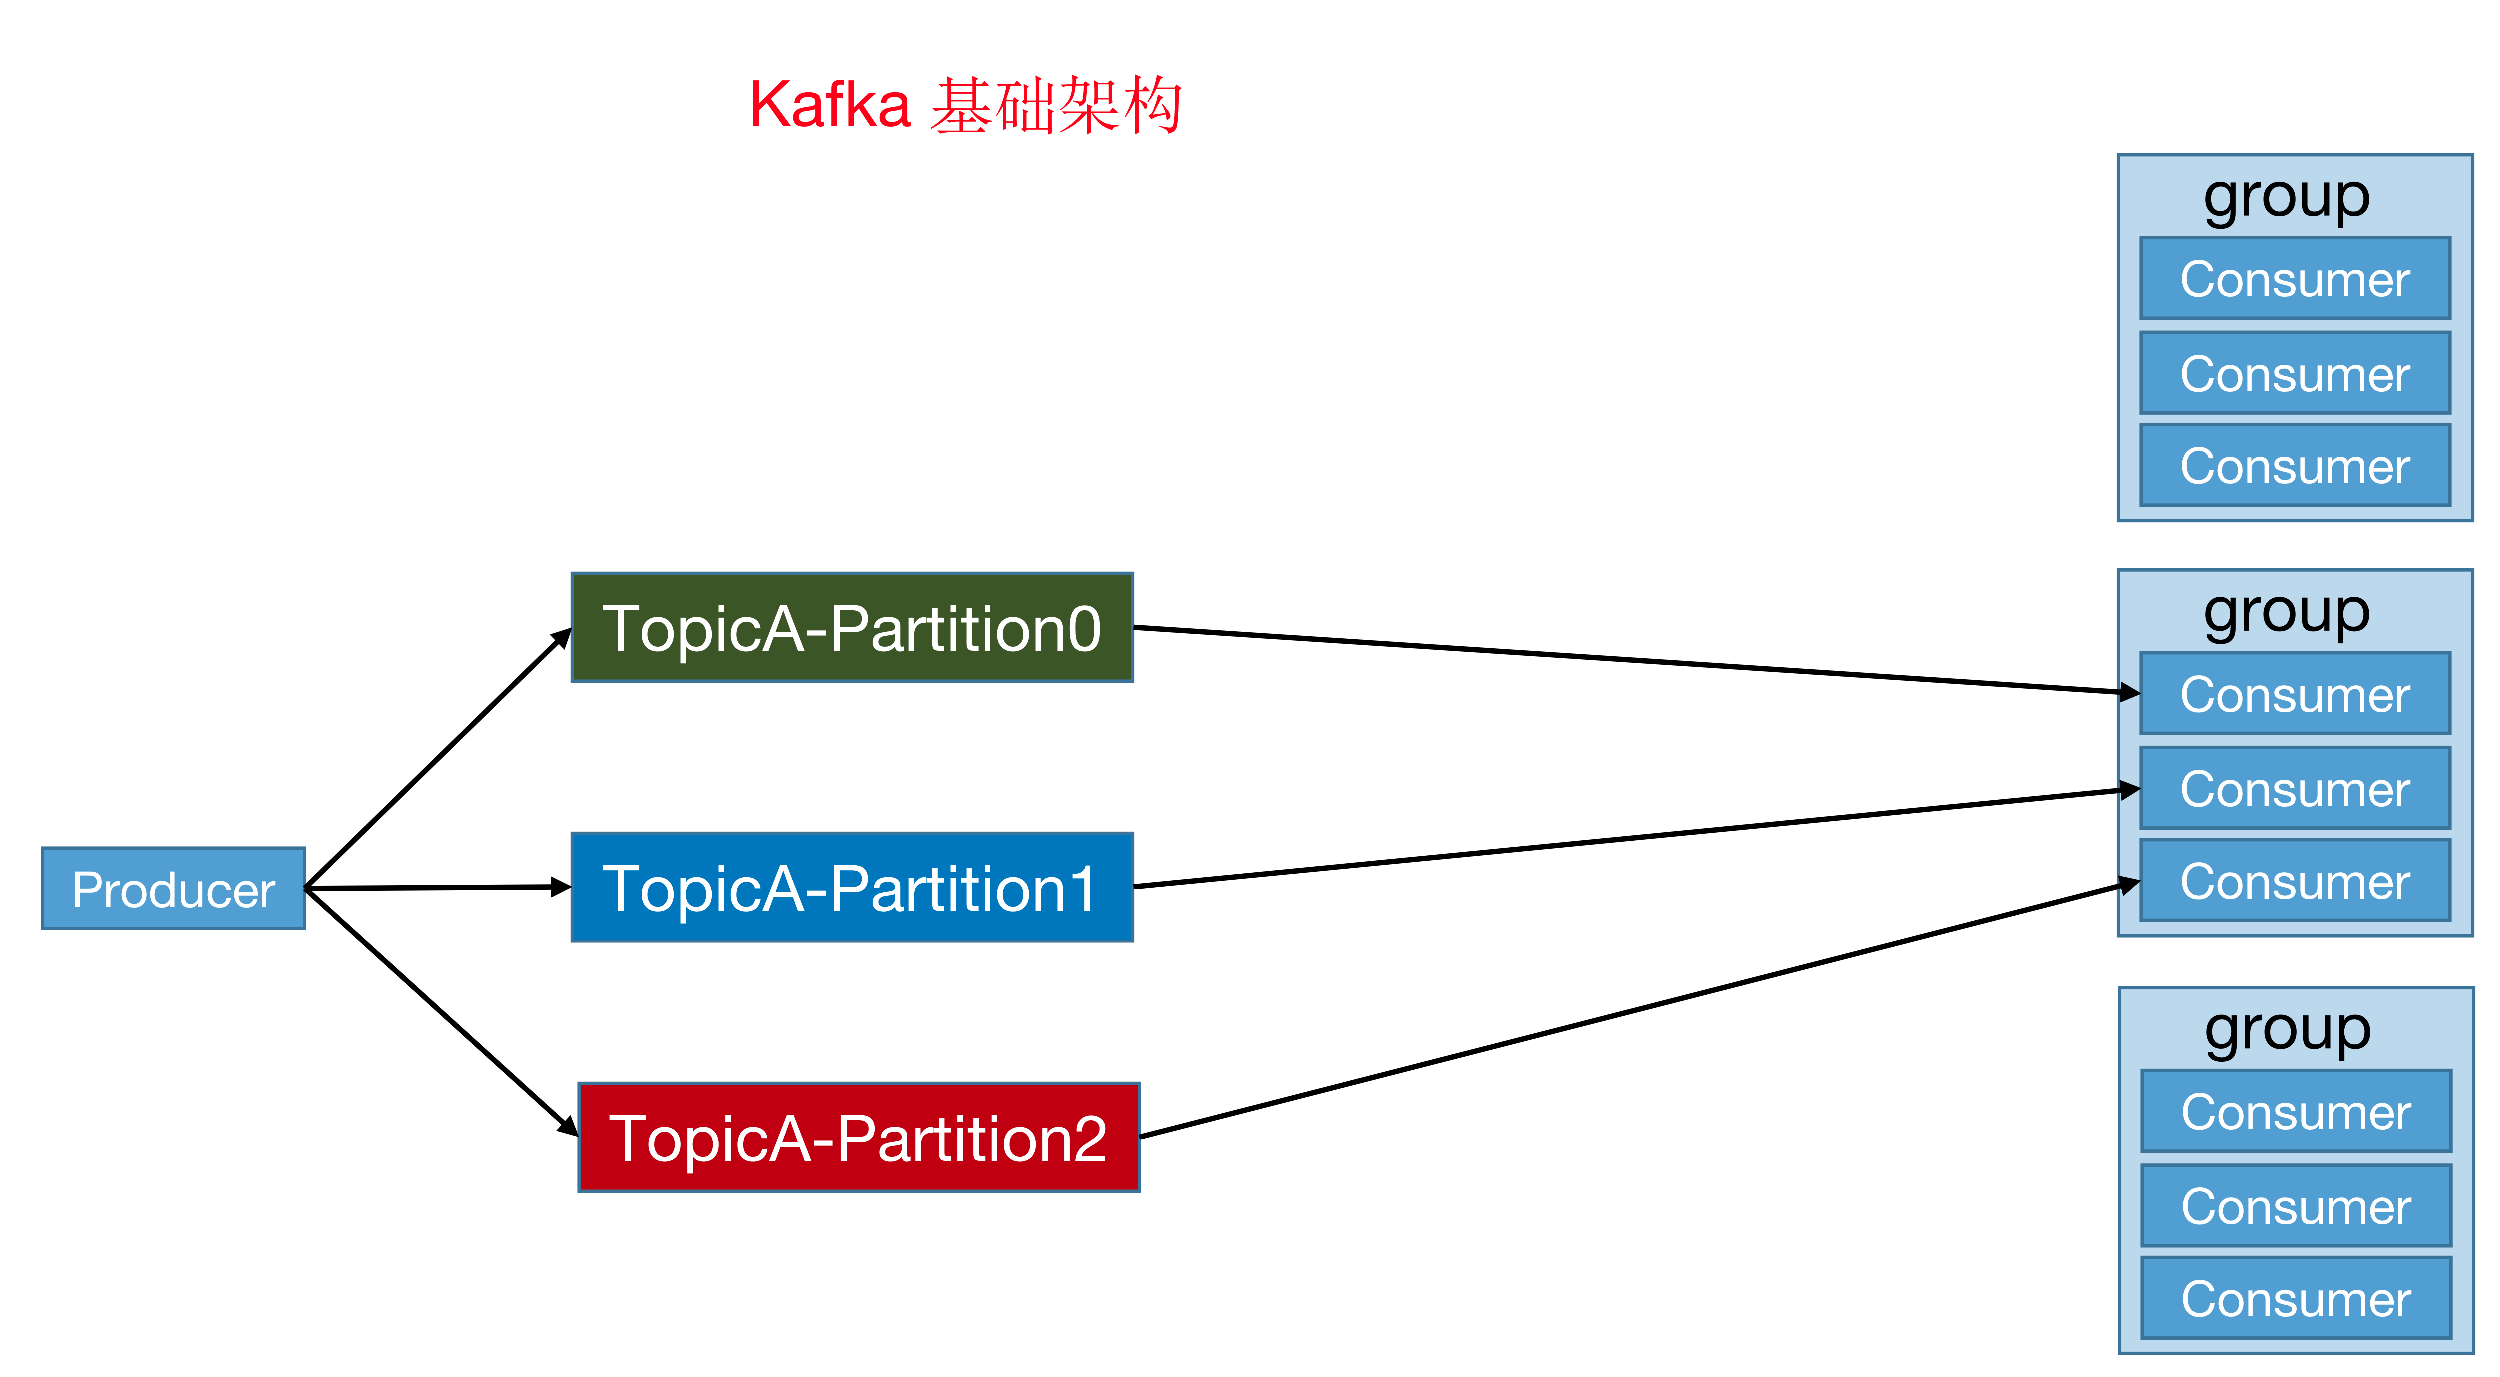 Kafka 基础架构
Producer
TopicA-Partition0
TopicA-Partition1
TopicA-Partition2
group
Consumer
Consumer
Consumer
group
Consumer
Consumer
Consumer
group
Consumer
Consumer
Consumer